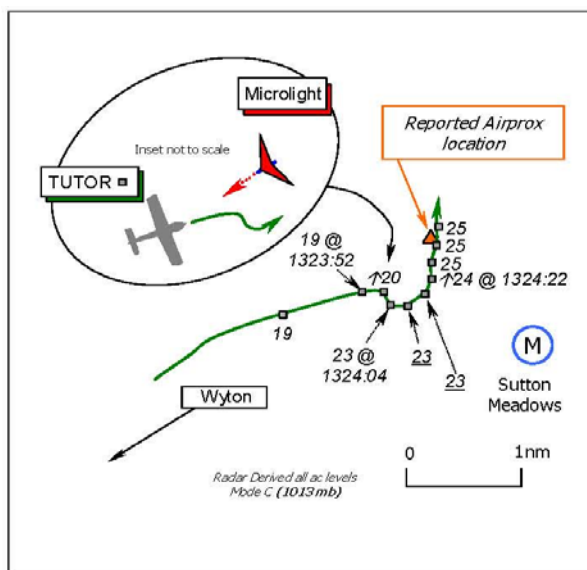 Microlight
Inset not to scale
TUTOR
Reported Airprox
location
19 @
1323:52
↑20
25
25
25
↑24 @ 1324:22
19
23 @
1324:04
23
23
M
Sutton
Meadows
Wyton
0
1nm
Radar Derived all ac levels
Mode C (1013mb)